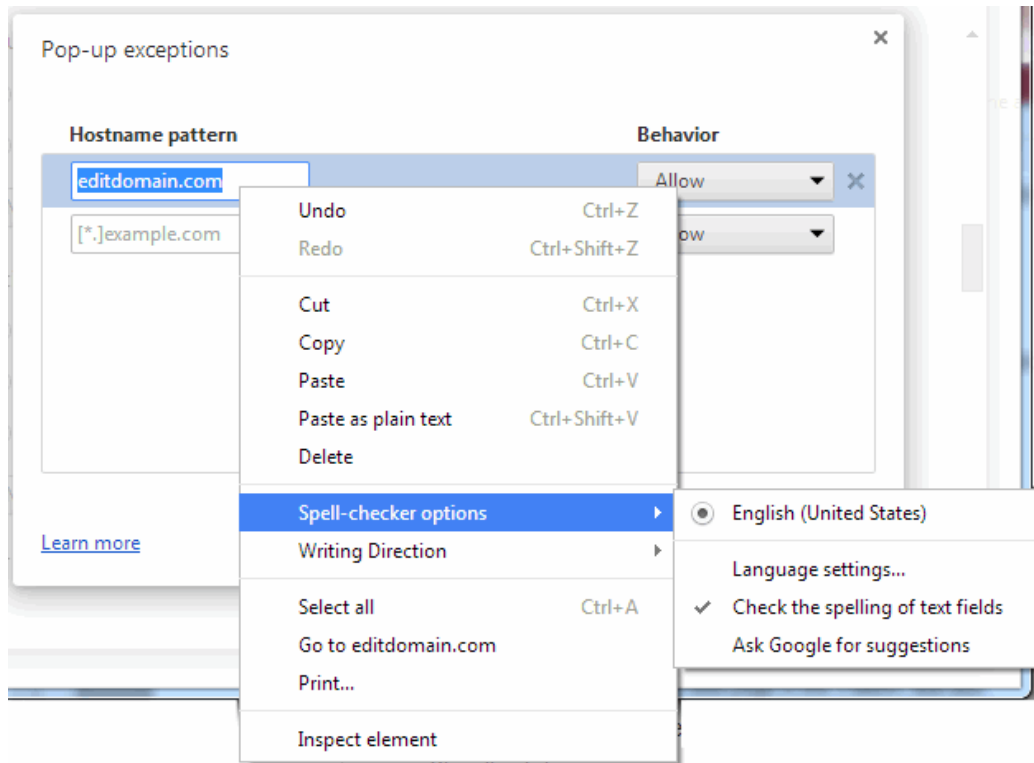 Pop-up exceptions
Hostname pattern Behavior
editdomain.com Allow
[*.]example.com ow
Undo Ctrl+Z
Redo Ctrl+Shift+Z
Cut Ctrl+X
Copy Ctrl+C
Paste Ctrl+V
Paste as plain text Ctrl+Shift+V
Delete
Spell-checker options
Writing Direction
Select all Ctrl+A
Go to editdomain.com
Print...
Inspect element
English (United States)
Language settings...
Check the spelling of text fields
Ask Google for suggestions
Learn more